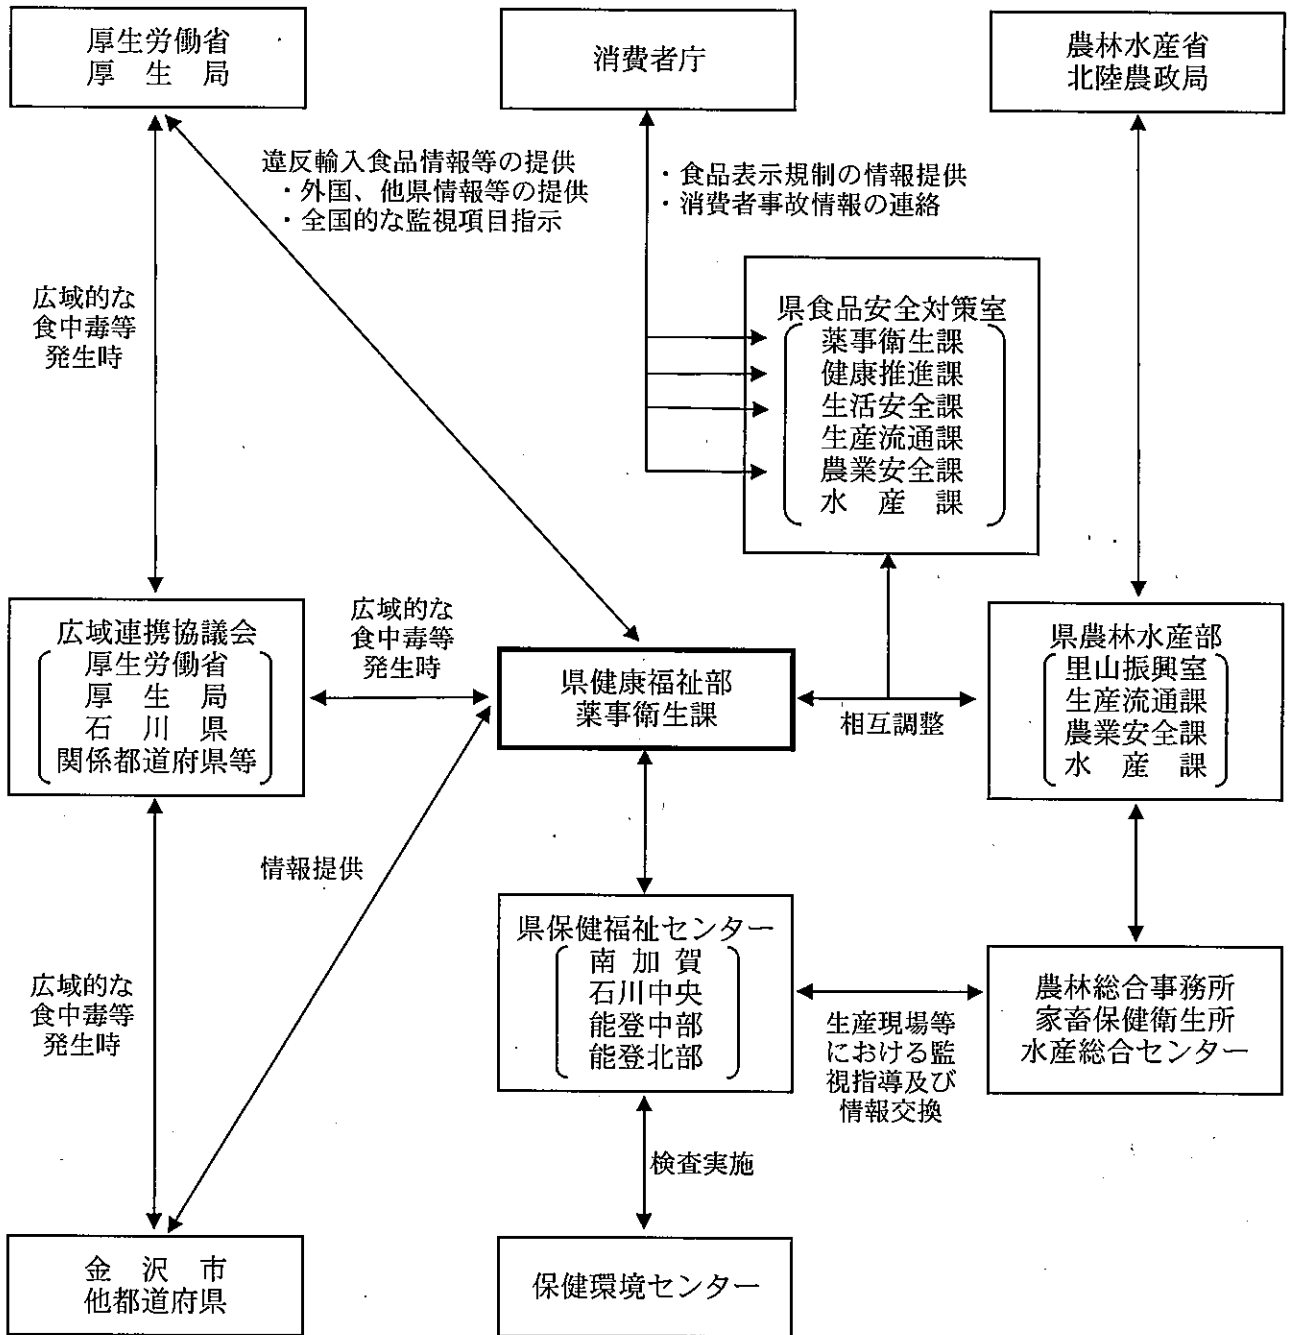 厚生労働省
厚　生　局
消費者庁
農林水産省
北陸農政局
違反輸入食品情報等の提供
・外国、他県情報等の提供
・全国的な監視項目指示
・食品表示規制の情報提供
・消費者事故情報の連絡
広域的な
食中毒等
発生時
県食品安全対策室
薬事衛生課
健康推進課
生活安全課
生産流通課
農業安全課
水　産　課
広域連携協議会
厚生労働省
厚　生　局
石　川　県
関係都道府県等
広域的な
食中毒等
発生時
県健康福祉部
薬事衛生課
相互調整
県農林水産部
里山振興室
生産流通課
農業安全課
水　産　課
情報提供
県保健福祉センター
南　加　賀
石川中央
能登中部
能登北部
生産現場等
における監
視指導及び
情報交換
農林総合事務所
家畜保健衛生所
水産総合センター
広域的な
食中毒等
発生時
検査実施
金　沢　市
他都道府県
保健環境センター